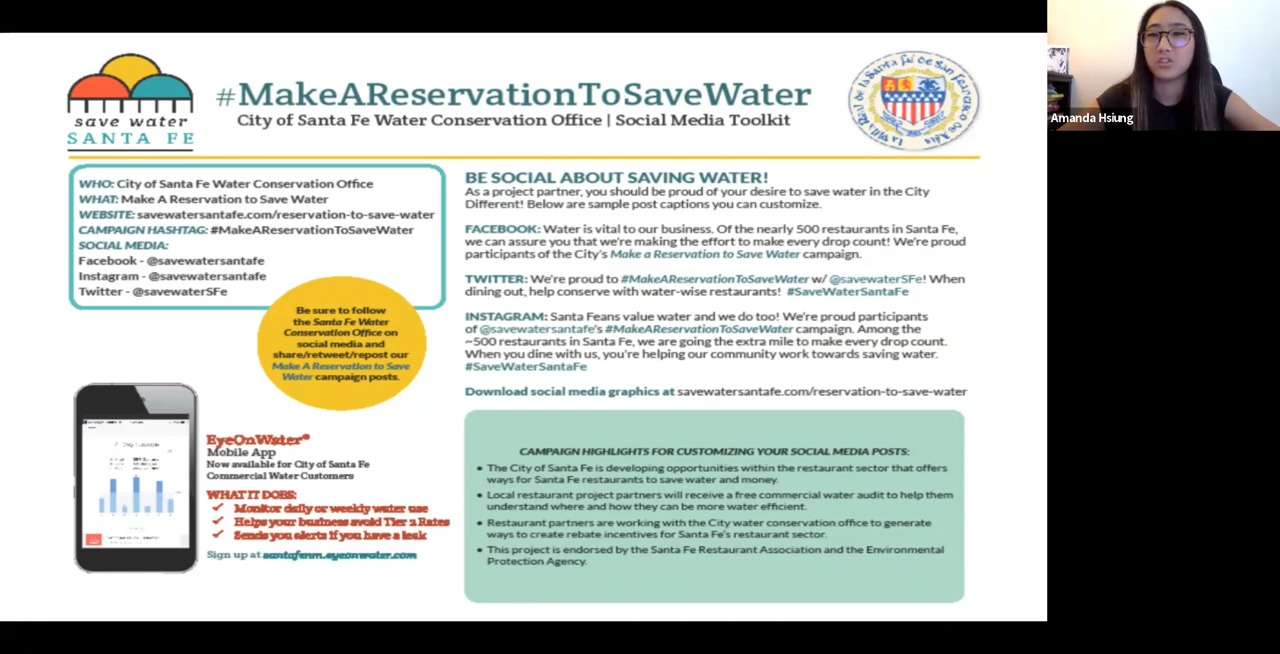 save water
SANTA FE
#MakeAReservationToSaveWater
City of Santa Fe Water Conservation Office | Social Media Toolkit
Amanda Hsiung
WHO: City of Santa Fe Water Conservation Office
WHAT: Make A Reservation to Save Water
WEBSITE: savewatersantafe.com/reservation-to-save-water
CAMPAIGN HASHTAG: #MakeAReservationToSaveWater
SOCIAL MEDIA:
Facebook - @savewatersantafe
Instagram - @savewatersantafe
Twitter - @savewaterSFe
Be sure to follow
the Santa Fe Water
Conservation Office on
social media and
share/retweet/repost our
Make A Reservation to Save
Water campaign posts.
EyeOnWater®
Mobile App
Now available for City of Santa Fe
Commercial Water Customers
WHAT IT DOES:
✓ Monitor daily or weekly water use
✓ Helps your business avoid Tier 2 Rates
✓ Sends you alerts if you have a leak
Sign up at santafenm.eyeonwater.com
BE SOCIAL ABOUT SAVING WATER!
As a project partner, you should be proud of your desire to save water in the City
Different! Below are sample post captions you can customize.
FACEBOOK: Water is vital to our business. Of the nearly 500 restaurants in Santa Fe,
we can assure you that we're making the effort to make every drop count! We're proud
participants of the City's Make a Reservation to Save Water campaign.
TWITTER: We're proud to #MakeAReservationToSaveWater w/ @savewaterSFe! When
dining out, help conserve with water-wise restaurants! #SaveWaterSantaFe
INSTAGRAM: Santa Feans value water and we do too! We're proud participants
of @savewatersantafe's #MakeAReservationToSaveWater campaign. Among the
~500 restaurants in Santa Fe, we are going the extra mile to make every drop count.
When you dine with us, you're helping our community work towards saving water.
#SaveWaterSantaFe
Download social media graphics at savewatersantafe.com/reservation-to-save-water
CAMPAIGN HIGHLIGHTS FOR CUSTOMIZING YOUR SOCIAL MEDIA POSTS:
• The City of Santa Fe is developing opportunities within the restaurant sector that offers
ways for Santa Fe restaurants to save water and money.
• Local restaurant project partners will receive a free commercial water audit to help them
understand where and how they can be more water efficient.
• Restaurant partners are working with the City water conservation office to generate
ways to create rebate incentives for Santa Fe's restaurant sector.
• This project is endorsed by the Santa Fe Restaurant Association and the Environmental
Protection Agency.